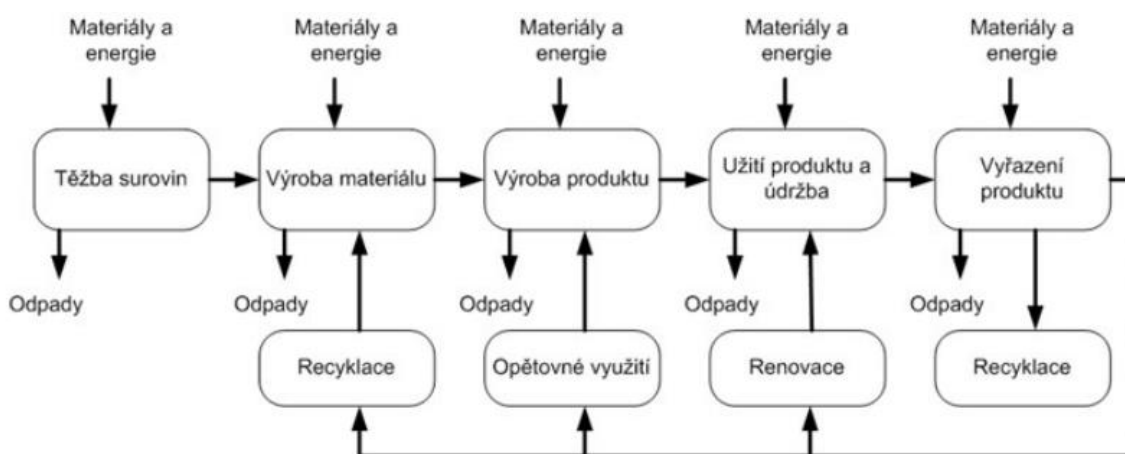 Materiály a
energie
Materiály a
energie
Materiály a
energie
Materiály a
energie
Materiály a
energie
Těžba surovin
Výroba materiálu
Výroba produktu
Užití produktu a
údržba
Vyřazení
produktu
Odpady
Odpady
Odpady
Odpady
Odpady
Recyklace
Opětovné využití
Renovace
Recyklace